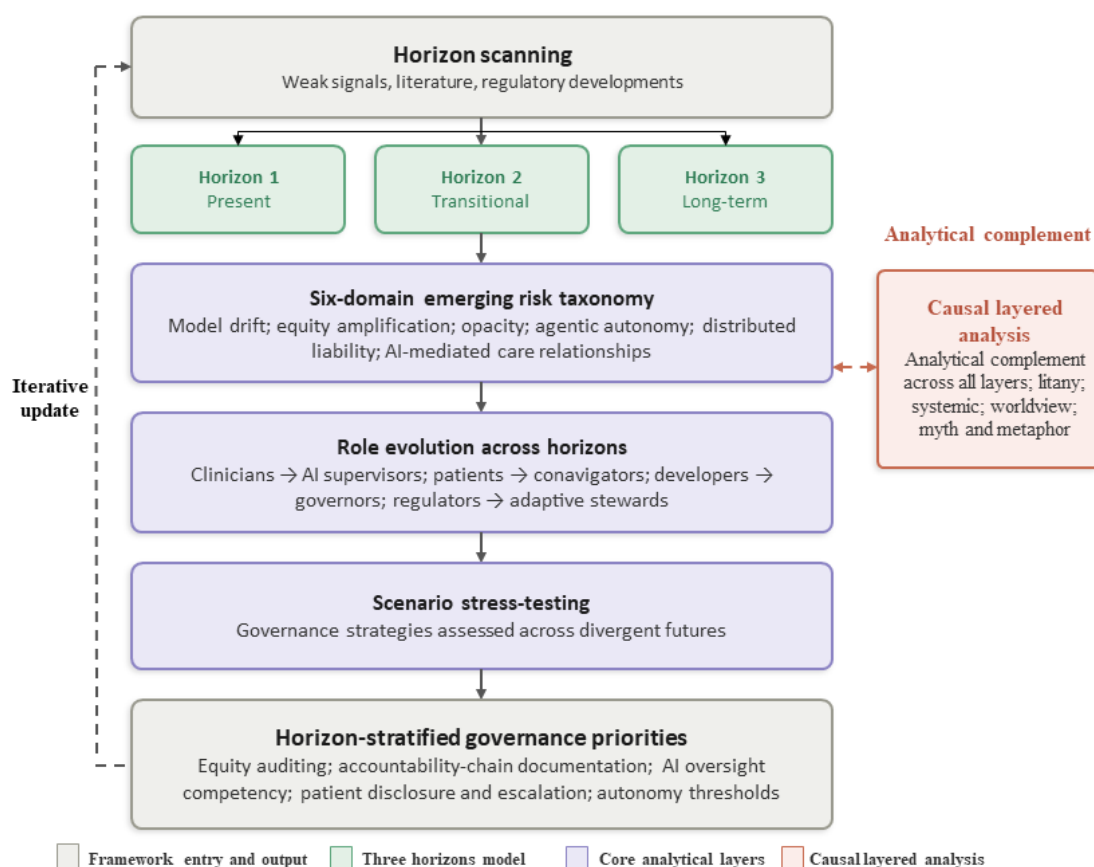 Horizon scanning
Weak signals, literature, regulatory developments
Horizon 1
Present
Horizon 2
Transitional
Horizon 3
Long-term
Analytical complement
Six-domain emerging risk taxonomy
Model drift; equity amplification; opacity; agentic autonomy; distributed
liability; AI-mediated care relationships
Causal layered
analysis
Analytical complement
across all layers; litany;
systemic; worldview;
myth and metaphor
Iterative
update
Role evolution across horizons
Clinicians → AI supervisors; patients → conavigators; developers →
governors; regulators → adaptive stewards
Scenario stress-testing
Governance strategies assessed across divergent futures
Horizon-stratified governance priorities
Equity auditing; accountability-chain documentation; AI oversight
competency; patient disclosure and escalation; autonomy thresholds
Framework entry and output
Three horizons model
Core analytical layers
Causal layered analysis